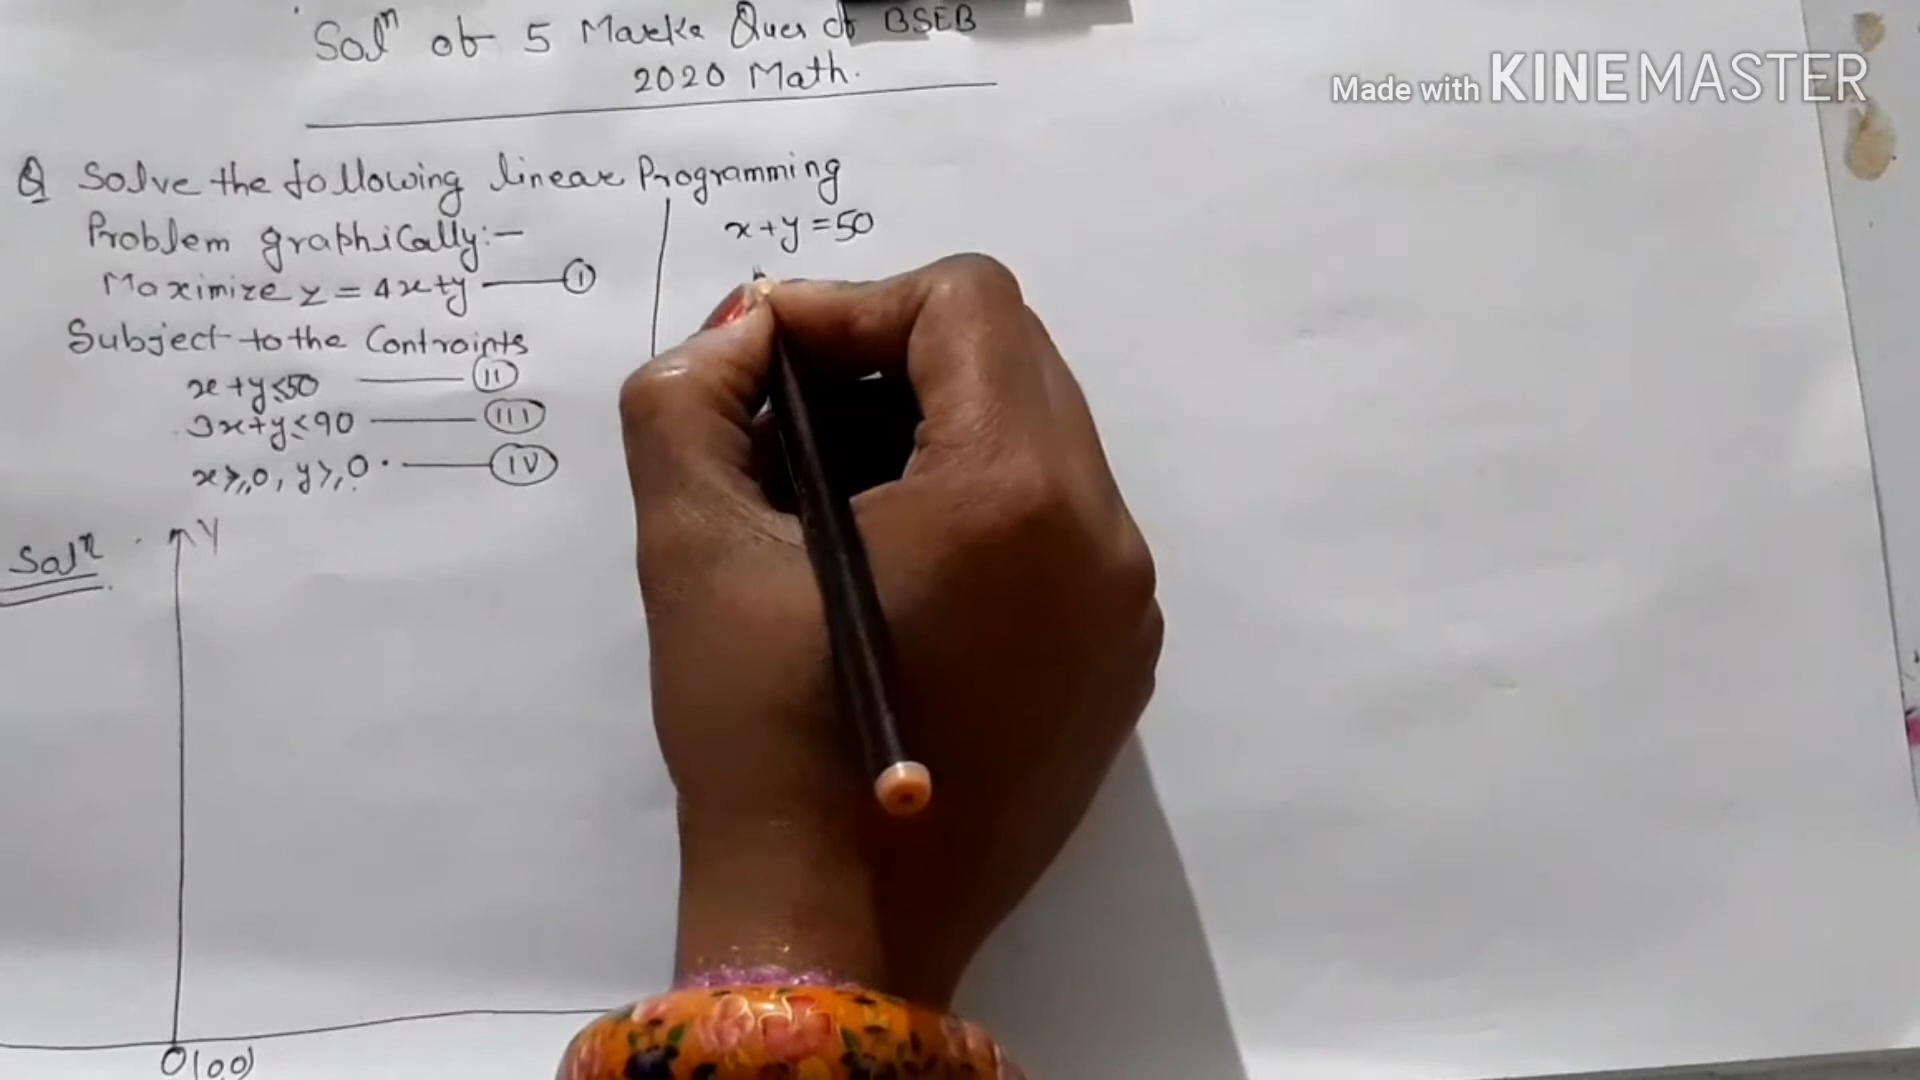 Solⁿ of 5 Marks Ques of BSEB
2020 Math.
Made with KINEMASTER
Q Solve the following linear Programming
Problem graphically:-
Maximize z = 4x+y — I
Subject to the Contraints
x+y≤50 — II
3x+y≤90 — III
x≥0, y≥0. — IV
x+y=50
Solⁿ
Y
O(0,0)